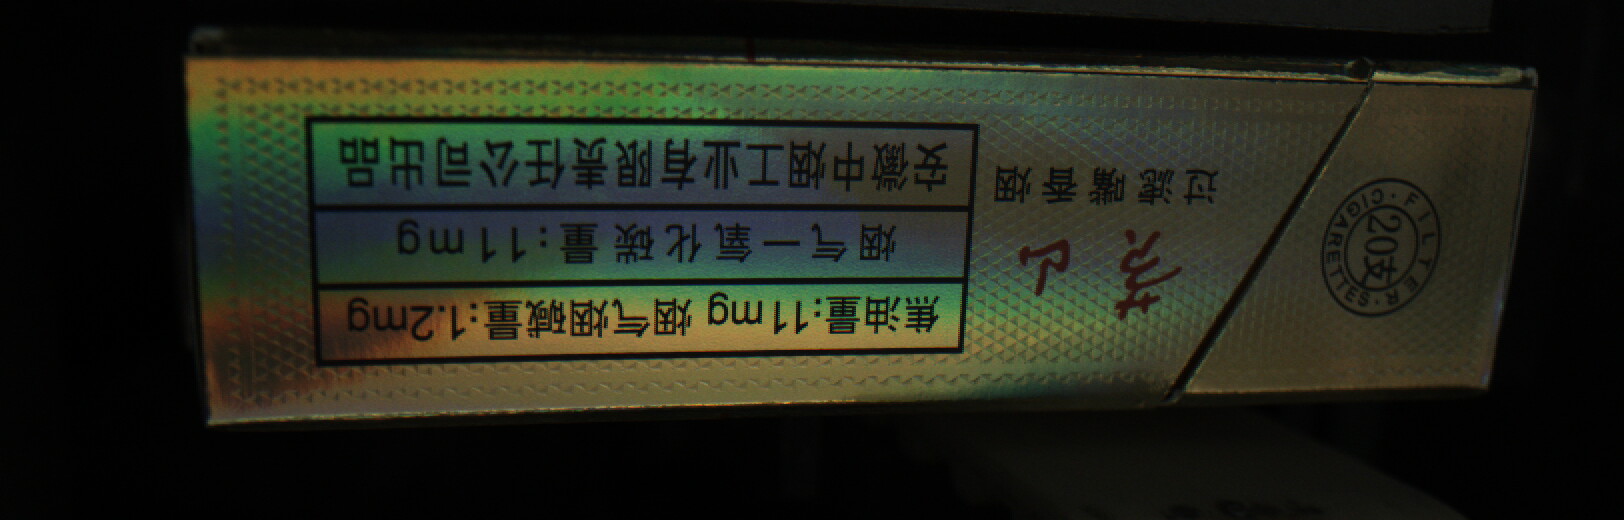 黄山
过滤嘴香烟
焦油量:11mg 烟气烟碱量:1.2mg
烟气一氧化碳量:11mg
安徽中烟工业有限责任公司出品
·FILTER·CIGARETTES
20支